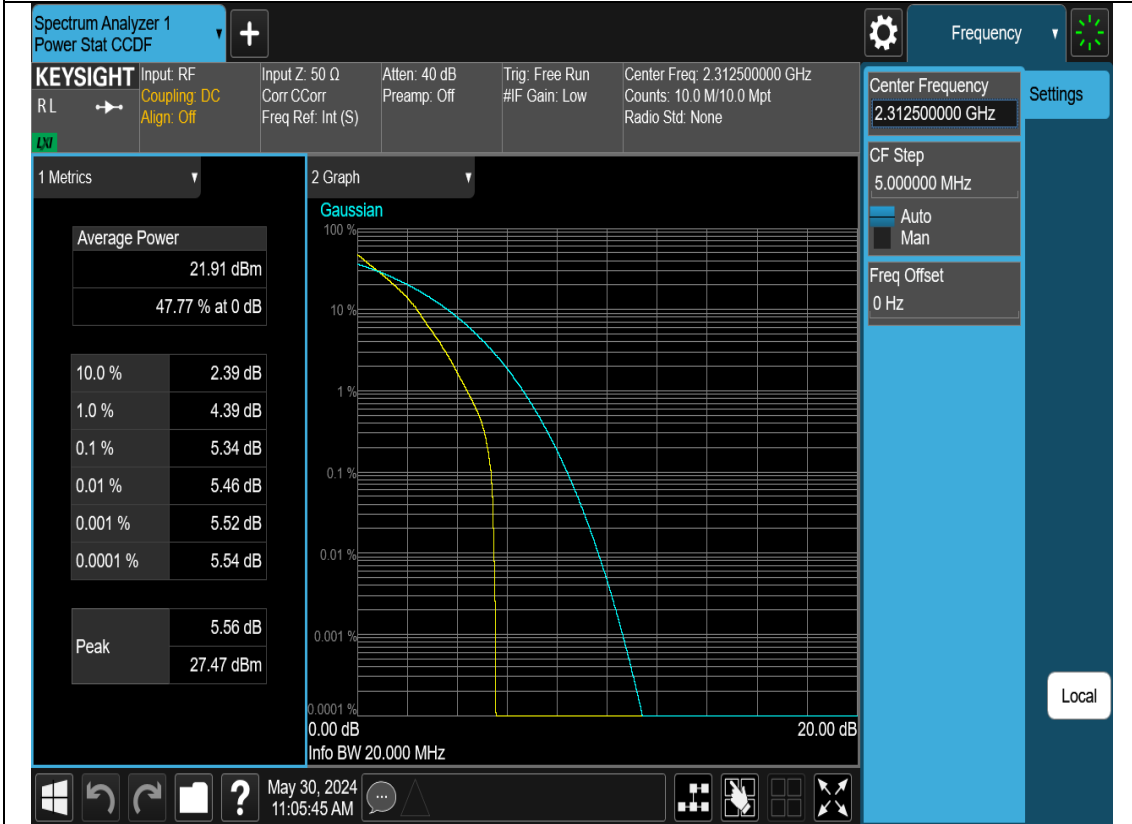 Spectrum Analyzer 1
Power Stat CCDF
+
Frequency
KEYSIGHT
RL
LXI
Input: RF
Coupling: DC
Align: Off
Input Z: 50 Ω
Corr CCorr
Freq Ref: Int (S)
Atten: 40 dB
Preamp: Off
Trig: Free Run
#IF Gain: Low
Center Freq: 2.312500000 GHz
Counts: 10.0 M/10.0 Mpt
Radio Std: None
Center Frequency
2.312500000 GHz
Settings
CF Step
5.000000 MHz
Auto
Man
Freq Offset
0 Hz
1 Metrics
Average Power
21.91 dBm
47.77 % at 0 dB
10.0 % 2.39 dB
1.0 % 4.39 dB
0.1 % 5.34 dB
0.01 % 5.46 dB
0.001 % 5.52 dB
0.0001 % 5.54 dB
Peak 5.56 dB
27.47 dBm
2 Graph
Gaussian
100 %
10 %
1 %
0.1 %
0.01 %
0.001 %
0.0001 %
0.00 dB 20.00 dB
Info BW 20.000 MHz
Local
?
May 30, 2024
11:05:45 AM